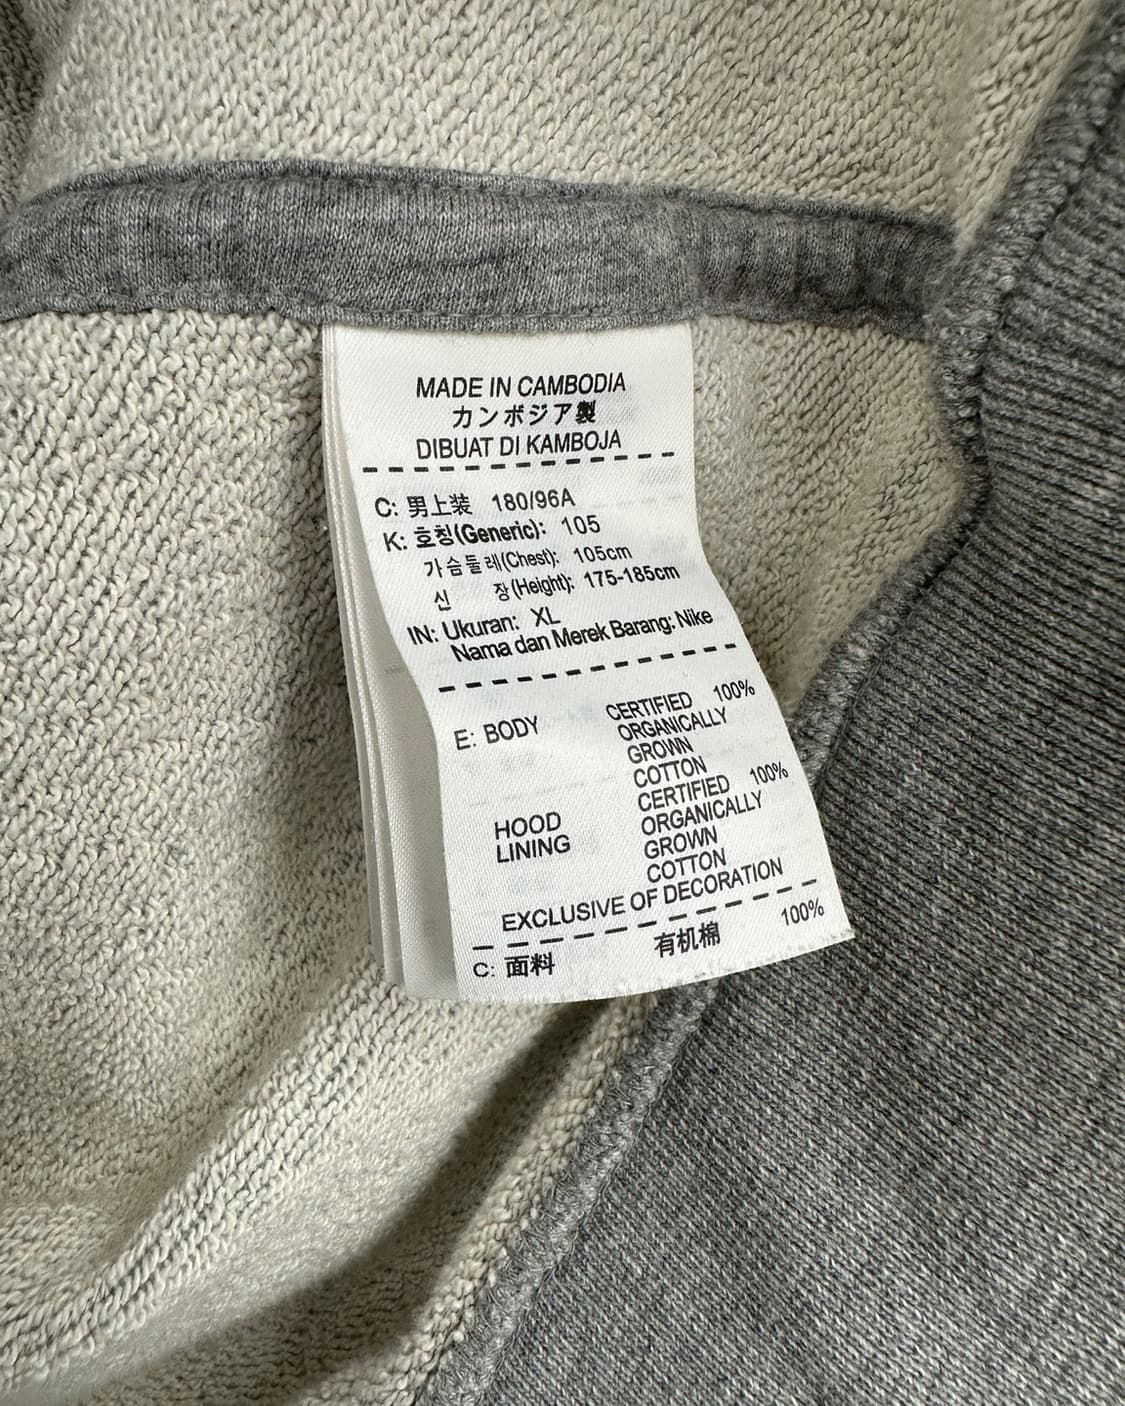 MADE IN CAMBODIA
カンボジア製
DIBUAT DI KAMBOJA
C: 男上装 180/96A
K: 호칭(Generic): 105
가슴둘레(Chest): 105cm
신 장(Height): 175-185cm
IN: Ukuran: XL
Nama dan Merek Barang: Nike
E: BODY CERTIFIED 100%
ORGANICALLY
GROWN
COTTON
HOOD LINING CERTIFIED 100%
ORGANICALLY
GROWN
COTTON
EXCLUSIVE OF DECORATION
C: 面料 有机棉 100%